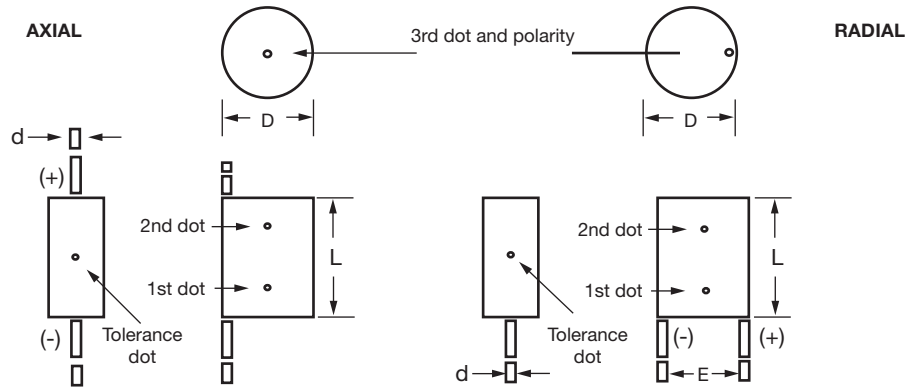 AXIAL
3rd dot and polarity
RADIAL
D
D
d
(+)
2nd dot
L
1st dot
(-)
Tolerance
dot
2nd dot
L
1st dot
Tolerance
dot
(-)
(+)
d
E